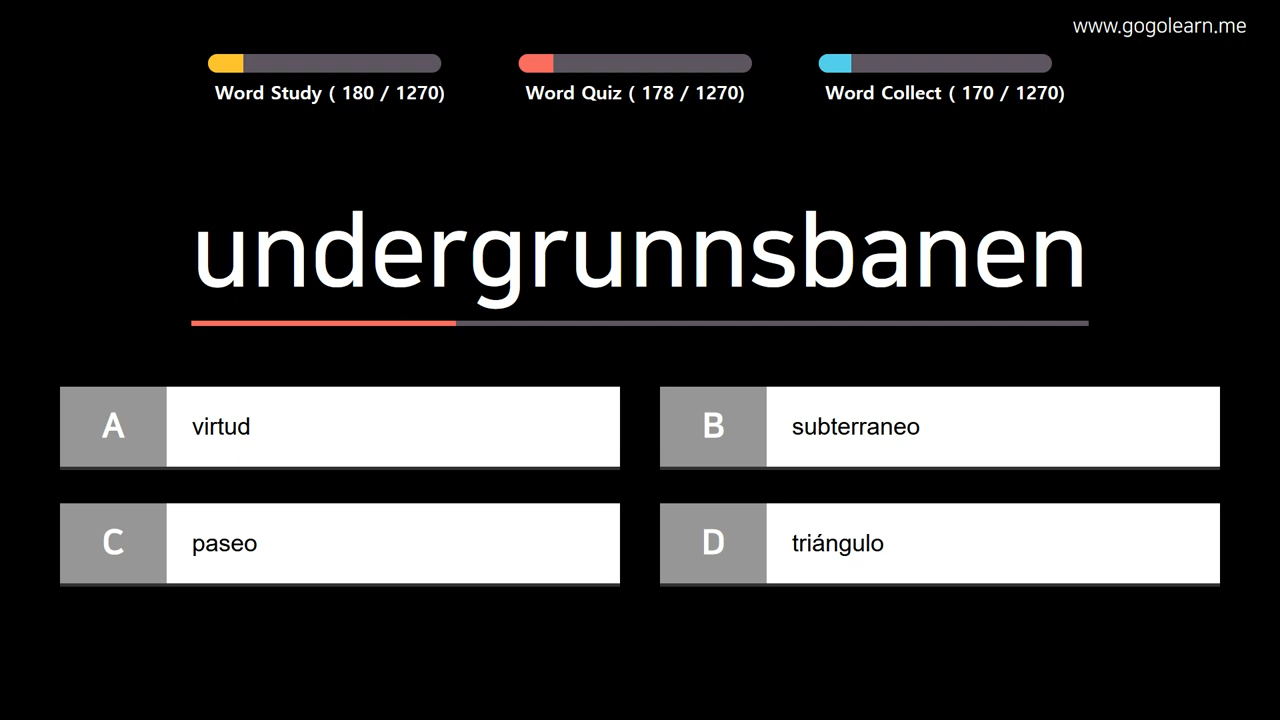 www.gogolearn.me
Word Study ( 180 / 1270)
Word Quiz ( 178 / 1270)
Word Collect ( 170 / 1270)
undergrunnsbanen
A virtud
B subterraneo
C paseo
D triángulo